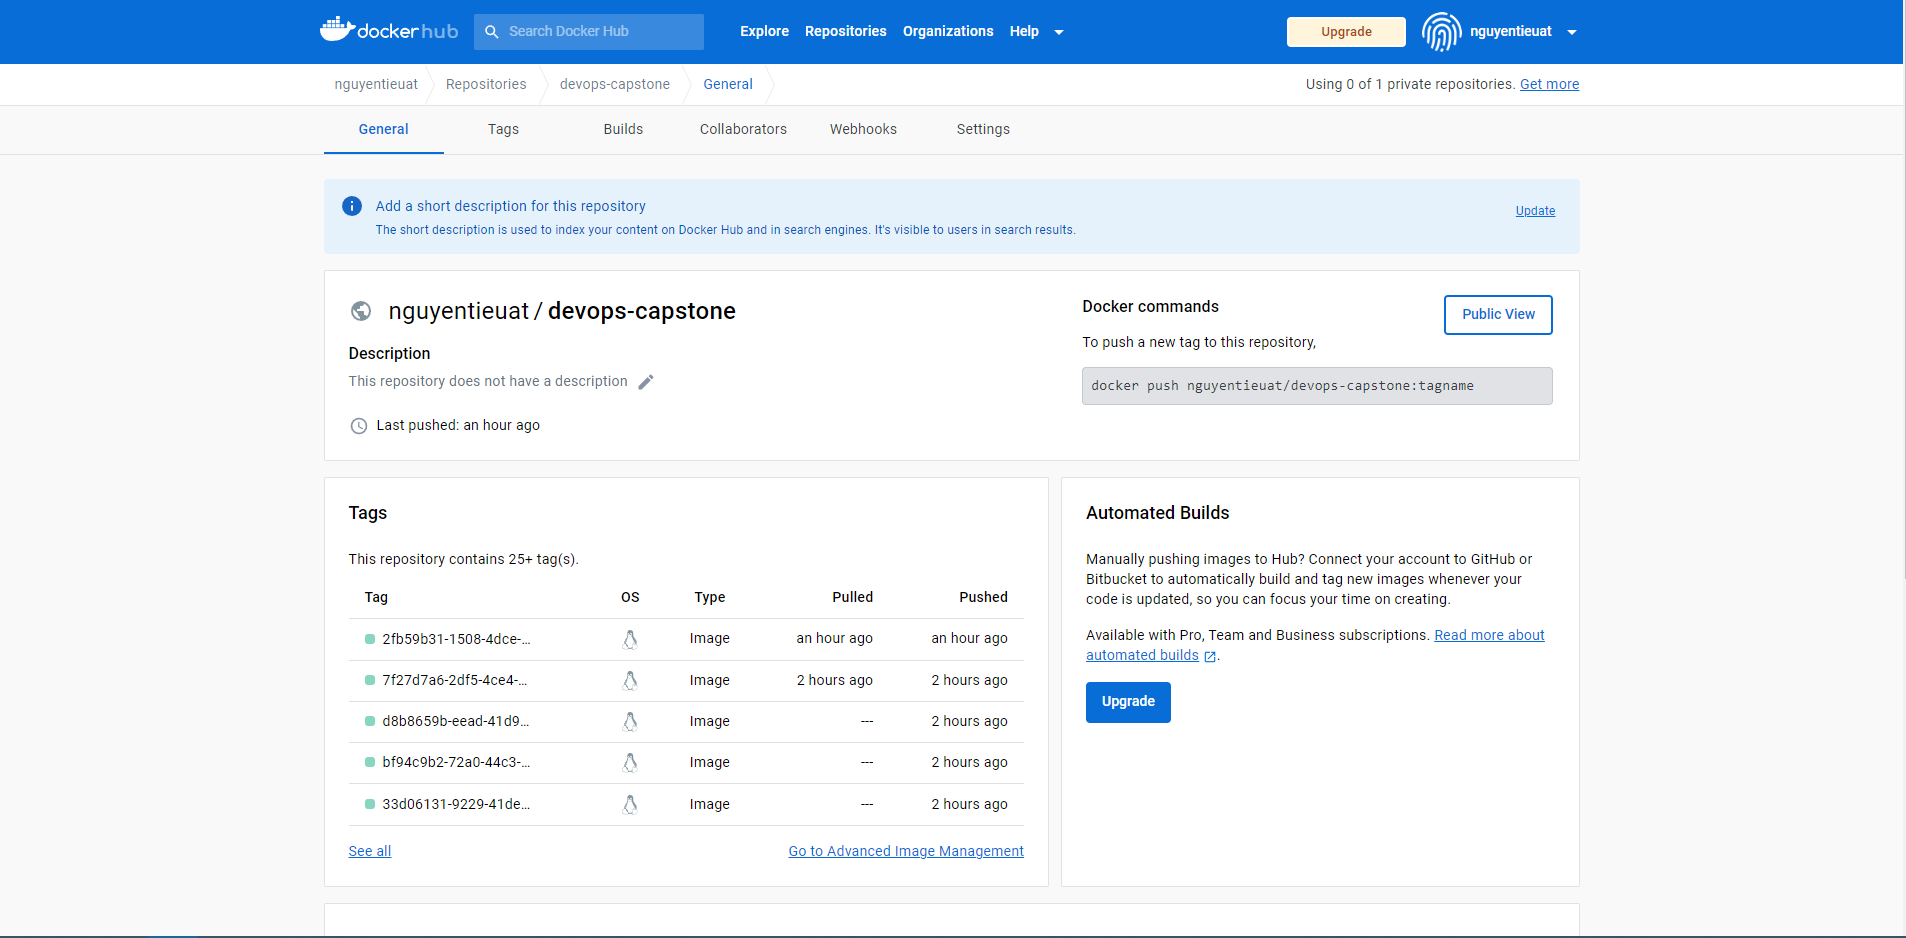 docker hub
Search Docker Hub
Explore
Repositories
Organizations
Help
Upgrade
nguyentieuat
nguyentieuat
Repositories
devops-capstone
General
Using 0 of 1 private repositories. Get more
General
Tags
Builds
Collaborators
Webhooks
Settings
Add a short description for this repository
The short description is used to index your content on Docker Hub and in search engines. It's visible to users in search results.
Update
nguyentieuat / devops-capstone
Description
This repository does not have a description
Last pushed: an hour ago
Docker commands
Public View
To push a new tag to this repository,
docker push nguyentieuat/devops-capstone:tagname
Tags
This repository contains 25+ tag(s).
Tag OS Type Pulled Pushed
2fb59b31-1508-4dce-... Image an hour ago an hour ago
7f27d7a6-2df5-4ce4-... Image 2 hours ago 2 hours ago
d8b8659b-eead-41d9... Image --- 2 hours ago
bf94c9b2-72a0-44c3-... Image --- 2 hours ago
33d06131-9229-41de... Image --- 2 hours ago
See all
Go to Advanced Image Management
Automated Builds
Manually pushing images to Hub? Connect your account to GitHub or
Bitbucket to automatically build and tag new images whenever your
code is updated, so you can focus your time on creating.
Available with Pro, Team and Business subscriptions. Read more about
automated builds.
Upgrade